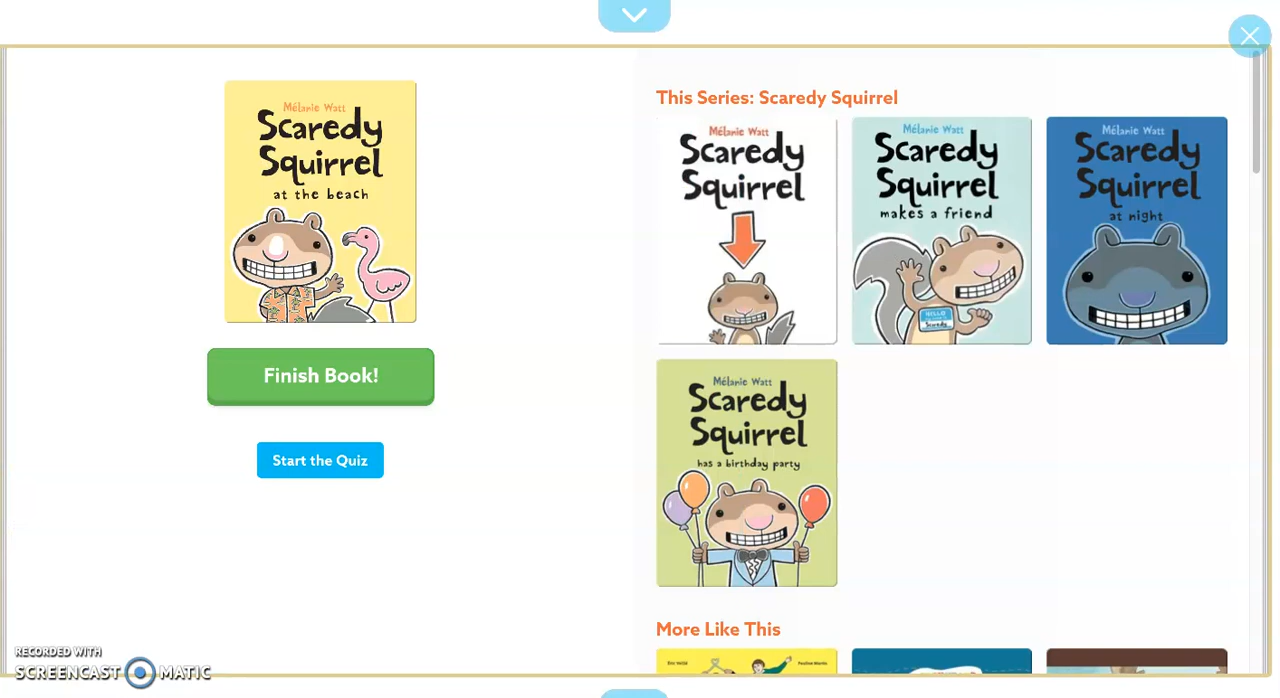 Mélanie Watt
Scaredy
Squirrel
at the beach
Finish Book!
Start the Quiz
This Series: Scaredy Squirrel
Mélanie Watt
Scaredy
Squirrel
Mélanie Watt
Scaredy
Squirrel
makes a friend
HELLO
Scaredy
Mélanie Watt
Scaredy
Squirrel
at night
Mélanie Watt
Scaredy
Squirrel
has a birthday party
More Like This
RECORDED WITH
SCREENCAST MATIC